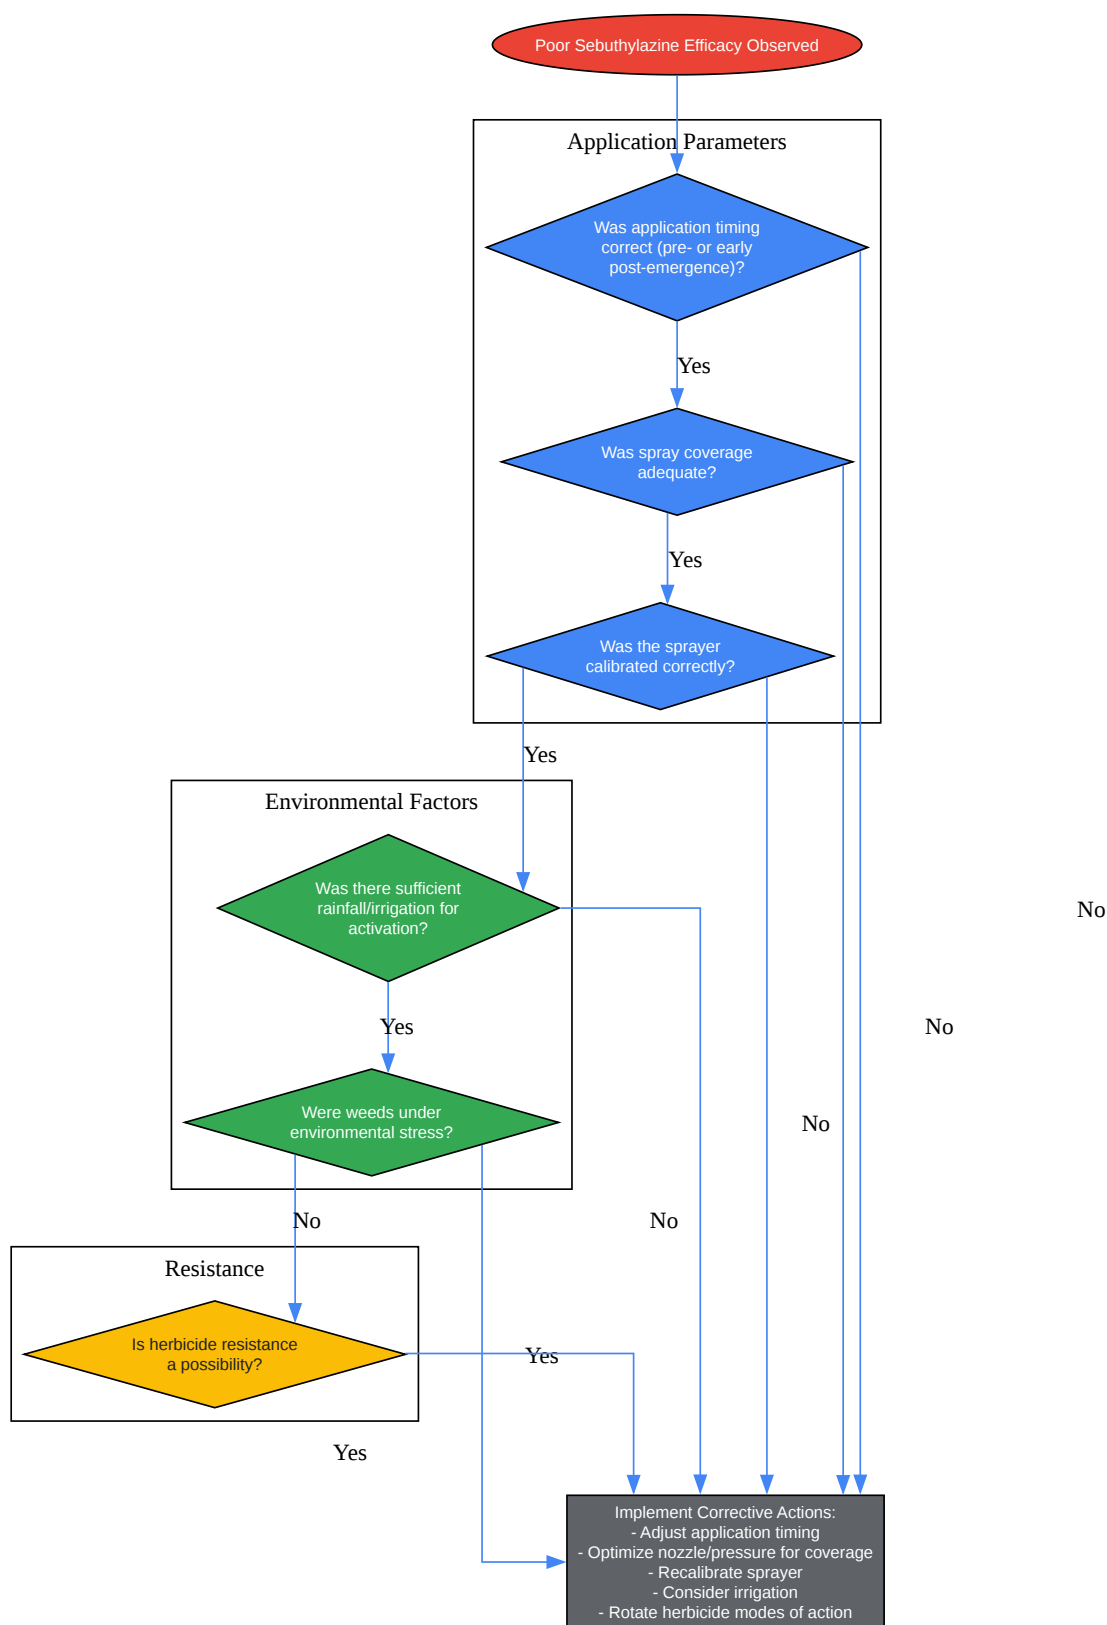 Poor Sebuthylazine Efficacy Observed
Application Parameters
Was application timing
correct (pre- or early
post-emergence)?
Yes
Was spray coverage
adequate?
Yes
Was the sprayer
calibrated correctly?
Yes
Environmental Factors
Was there sufficient
rainfall/irrigation for
activation?
No
Yes
No
Were weeds under
environmental stress?
No
No
No
Resistance
Is herbicide resistance
a possibility?
Yes
Yes
Implement Corrective Actions:
- Adjust application timing
- Optimize nozzle/pressure for coverage
- Recalibrate sprayer
- Consider irrigation
- Rotate herbicide modes of action